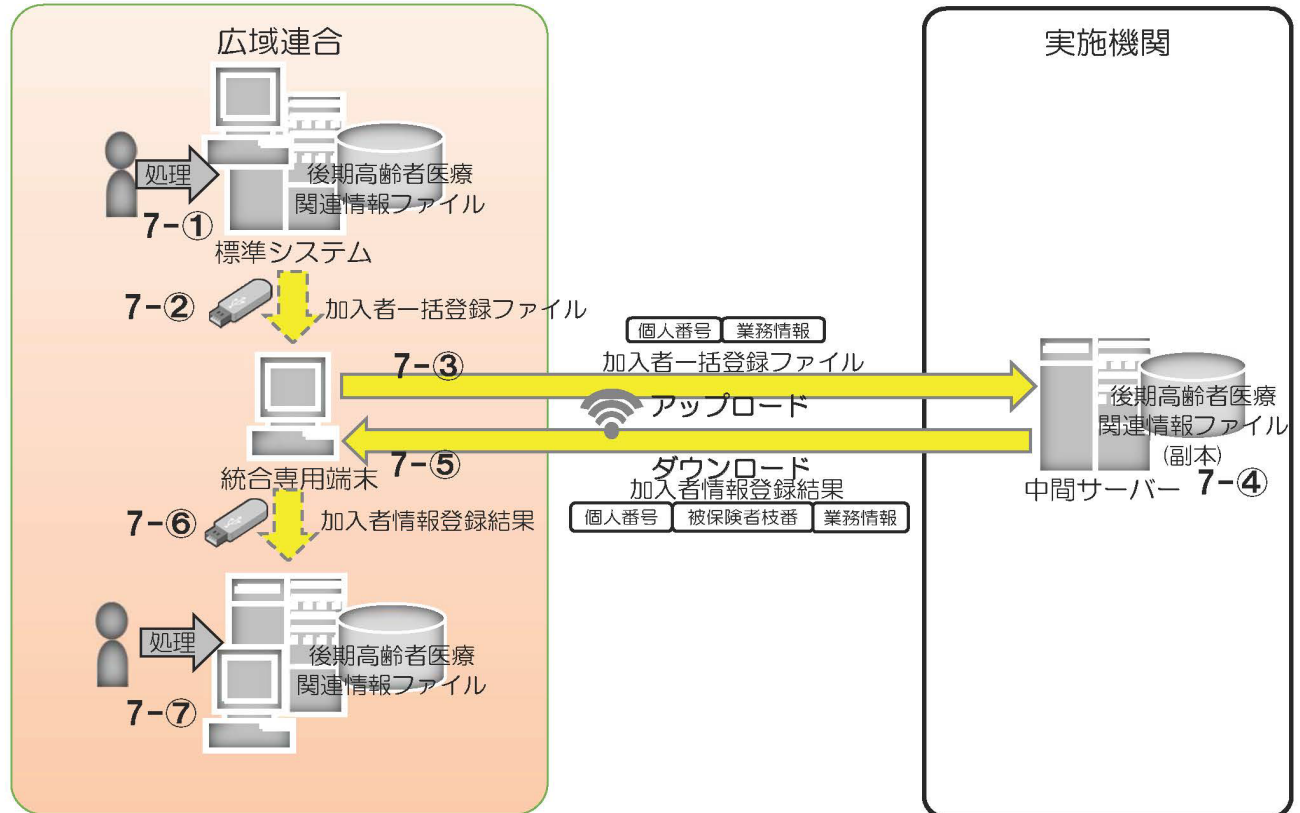 広域連合
実施機関
処理
後期高齢者医療
関連情報ファイル
7-①
標準システム
7-②
加入者一括登録ファイル
個人番号 業務情報
加入者一括登録ファイル
7-③
アップロード
後期高齢者医療
関連情報ファイル
(副本)
7-④
中間サーバー
7-⑤
ダウンロード
加入者情報登録結果
個人番号 被保険者枝番 業務情報
統合専用端末
7-⑥
加入者情報登録結果
処理
後期高齢者医療
関連情報ファイル
7-⑦